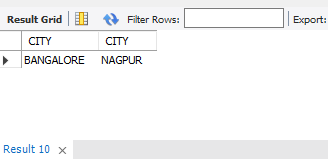 Result Grid Filter Rows: Export:
CITY CITY
BANGALORE NAGPUR
Result 10